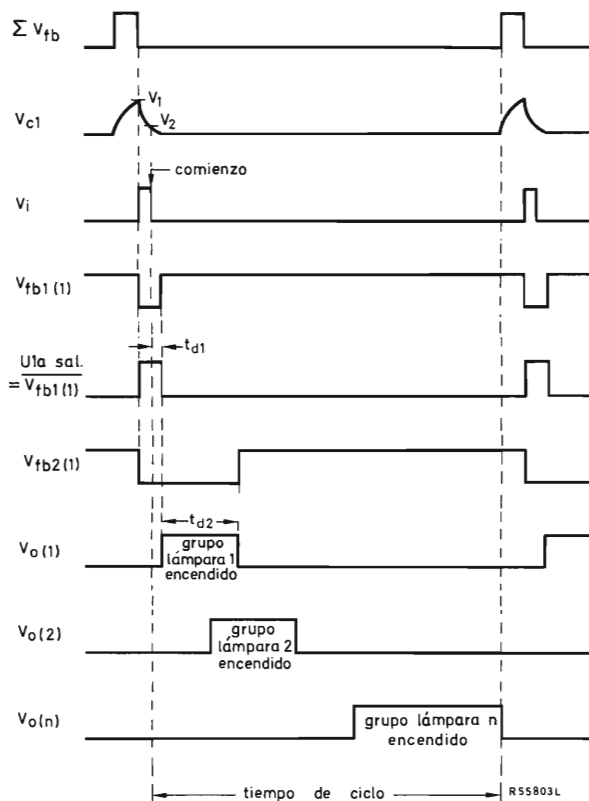 Σ Vfb
Vc1
V1
V2
comienzo
Vi
Vfb1(1)
td1
U1a sal.
= Vfb1(1)
Vfb2(1)
td2
Vo(1)
grupo
lámpara 1
encendido
Vo(2)
grupo
lámpara 2
encendido
Vo(n)
grupo lámpara n
encendido
tiempo de ciclo
R55803L